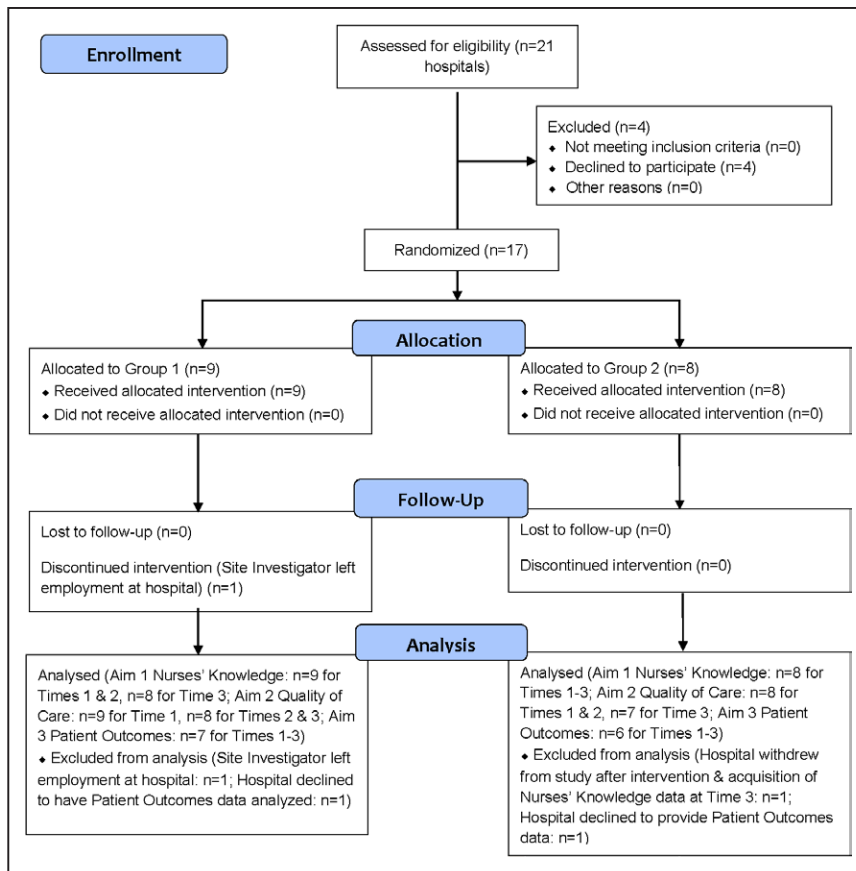 Enrollment
Assessed for eligibility (n=21
hospitals)
Excluded (n=4)
♦ Not meeting inclusion criteria (n=0)
♦ Declined to participate (n=4)
♦ Other reasons (n=0)
Randomized (n=17)
Allocation
Allocated to Group 1 (n=9)
♦ Received allocated intervention (n=9)
♦ Did not receive allocated intervention (n=0)
Allocated to Group 2 (n=8)
♦ Received allocated intervention (n=8)
♦ Did not receive allocated intervention (n=0)
Follow-Up
Lost to follow-up (n=0)
Discontinued intervention (Site Investigator left
employment at hospital) (n=1)
Lost to follow-up (n=0)
Discontinued intervention (n=0)
Analysis
Analysed (Aim 1 Nurses' Knowledge: n=9 for
Times 1 & 2, n=8 for Time 3; Aim 2 Quality of
Care: n=9 for Time 1, n=8 for Times 2 & 3; Aim
3 Patient Outcomes: n=7 for Times 1-3)
♦ Excluded from analysis (Site Investigator left
employment at hospital: n=1; Hospital declined
to have Patient Outcomes data analyzed: n=1)
Analysed (Aim 1 Nurses' Knowledge: n=8 for
Times 1-3; Aim 2 Quality of Care: n=8 for
Times 1 & 2, n=7 for Time 3; Aim 3 Patient
Outcomes: n=6 for Times 1-3)
♦ Excluded from analysis (Hospital withdrew
from study after intervention & acquisition of
Nurses' Knowledge data at Time 3: n=1;
Hospital declined to provide Patient Outcomes
data: n=1)